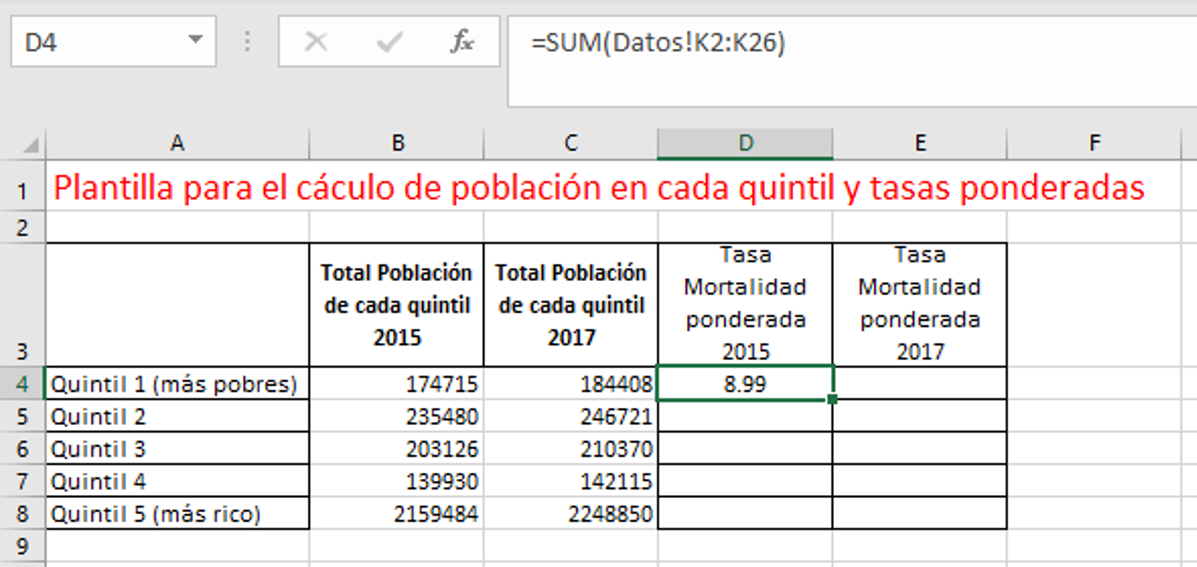 D4 fx =SUM(Datos!K2:K26)
A B C D E F
1 Plantilla para el cáculo de población en cada quintil y tasas ponderadas
2
Total Población de cada quintil 2015
Total Población de cada quintil 2017
Tasa Mortalidad ponderada 2015
Tasa Mortalidad ponderada 2017
3
4 Quintil 1 (más pobres) 174715 184408 8.99
5 Quintil 2 235480 246721
6 Quintil 3 203126 210370
7 Quintil 4 139930 142115
8 Quintil 5 (más rico) 2159484 2248850
9